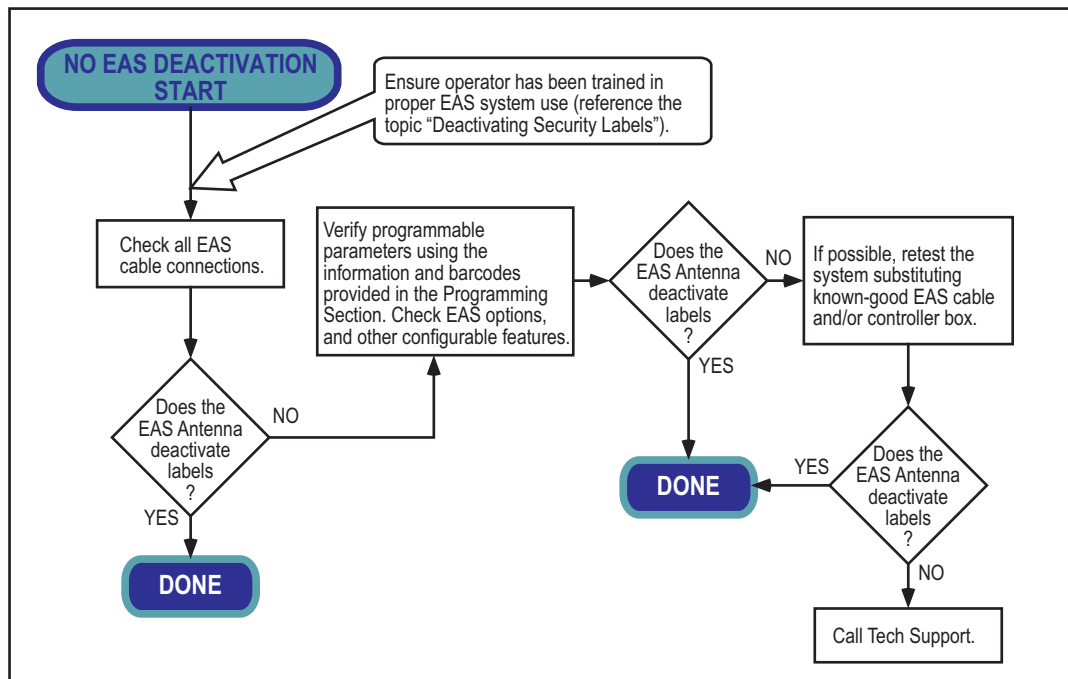 NO EAS DEACTIVATION
START
Ensure operator has been trained in
proper EAS system use (reference the
topic “Deactivating Security Labels”).
Check all EAS
cable connections.
Does the
EAS Antenna
deactivate
labels
?
NO
YES
DONE
Verify programmable
parameters using the
information and barcodes
provided in the Programming
Section. Check EAS options,
and other configurable features.
Does the
EAS Antenna
deactivate
labels
?
NO
YES
DONE
If possible, retest the
system substituting
known-good EAS cable
and/or controller box.
Does the
EAS Antenna
deactivate
labels
?
YES
NO
Call Tech Support.